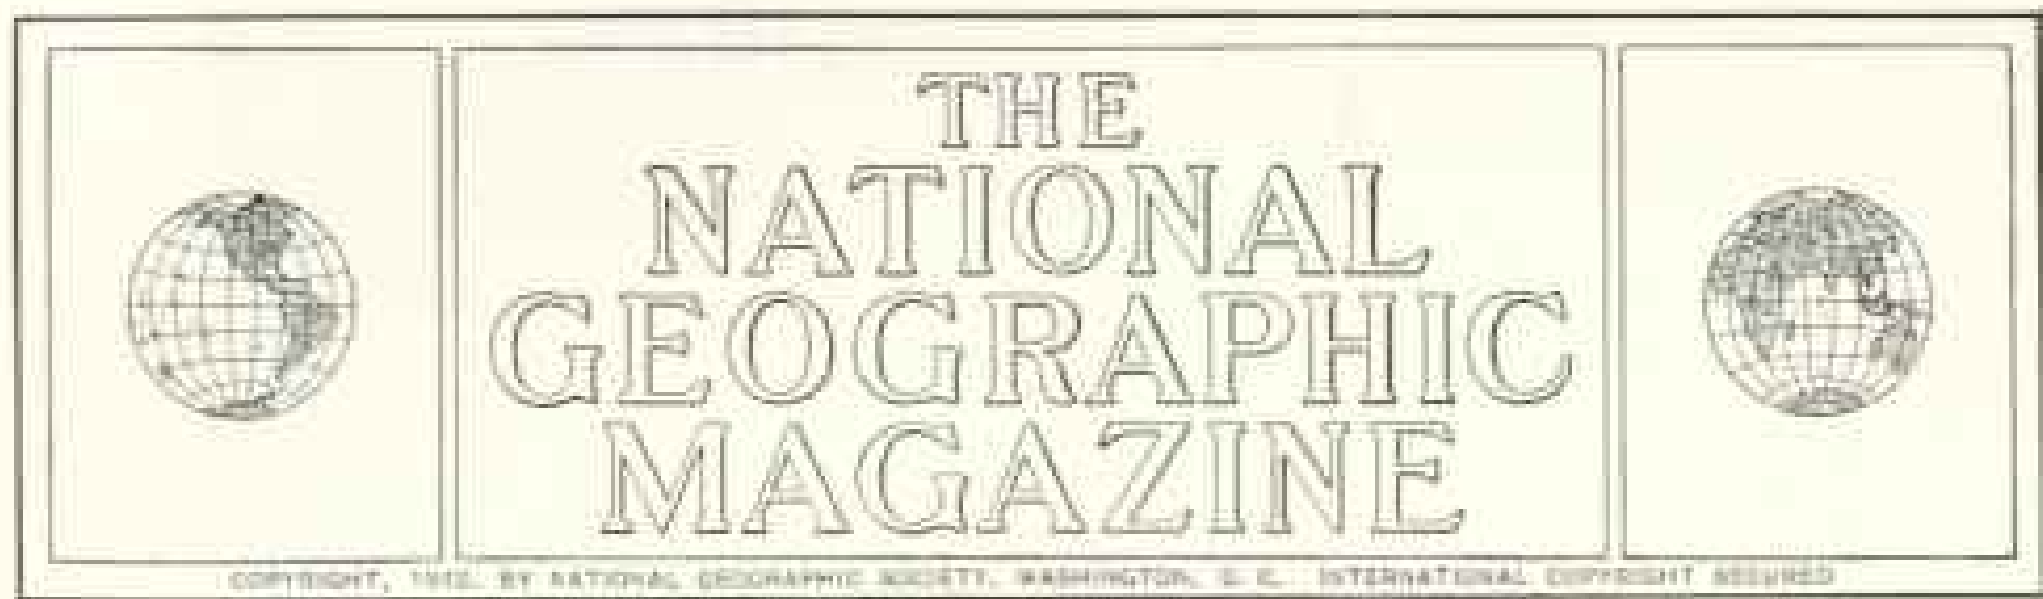 THE
NATIONAL
GEOGRAPHIC
MAGAZINE
COPYRIGHT, BY NATIONAL GEOGRAPHIC SOCIETY, WASHINGTON, D. C. INTERNATIONAL COPYRIGHT SECURED